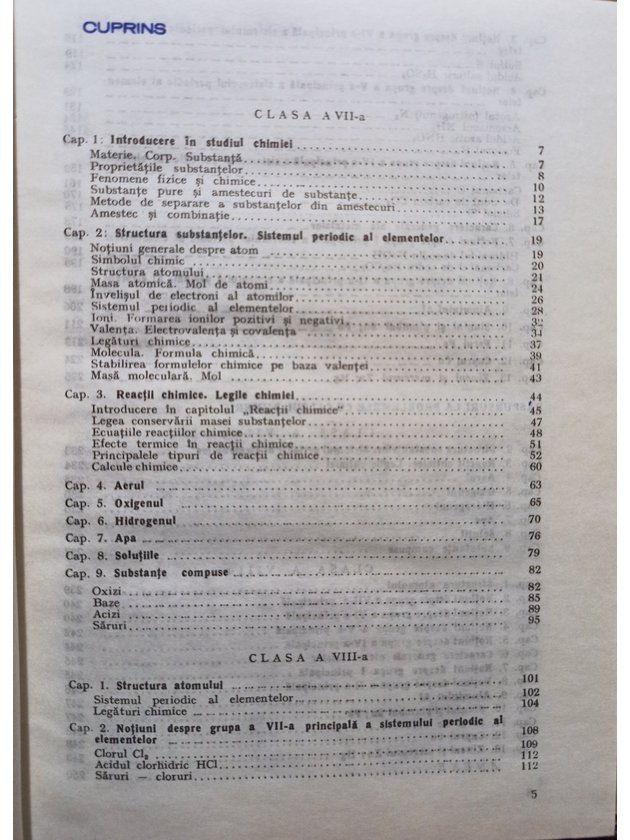 CUPRINS
CLASA A VII-a
Cap. 1: Introducere în studiul chimiei 7
Materie. Corp. Substanță 7
Proprietățile substanțelor 8
Fenomene fizice și chimice 10
Substanțe pure și amestecuri de substanțe 12
Metode de separare a substanțelor din amestecuri 13
Amestec și combinație 17
Cap. 2: Structura substanțelor. Sistemul periodic al elementelor 19
Noțiuni generale despre atom 19
Simbolul chimic 20
Structura atomului 21
Masa atomică. Mol de atomi 24
Învelișul de electroni al atomilor 26
Sistemul periodic al elementelor 28
Ioni. Formarea ionilor pozitivi și negativi 32
Valența. Electrovalența și covalența 34
Legături chimice 37
Molecula. Formula chimică 39
Stabilirea formulelor chimice pe baza valenței 41
Masă moleculară. Mol 43
Cap. 3. Reacții chimice. Legile chimiei 44
Introducere în capitolul „Reacții chimice" 45
Legea conservării masei substanțelor 47
Ecuațiile reacțiilor chimice 48
Efecte termice în reacții chimice 51
Principalele tipuri de reacții chimice 52
Calcule chimice 60
Cap. 4. Aerul 63
Cap. 5. Oxigenul 65
Cap. 6. Hidrogenul 70
Cap. 7. Apa 76
Cap. 8. Soluțiile 79
Cap. 9. Substanțe compuse 82
Oxizi 82
Baze 85
Acizi 89
Săruri 95
CLASA A VIII-a
Cap. 1. Structura atomului 101
Sistemul periodic al elementelor 102
Legături chimice 104
Cap. 2. Noțiuni despre grupa a VII-a principală a sistemului periodic al
elementelor 108
Clorul Cl₂ 109
Acidul clorhidric HCl 112
Săruri — cloruri 112
5